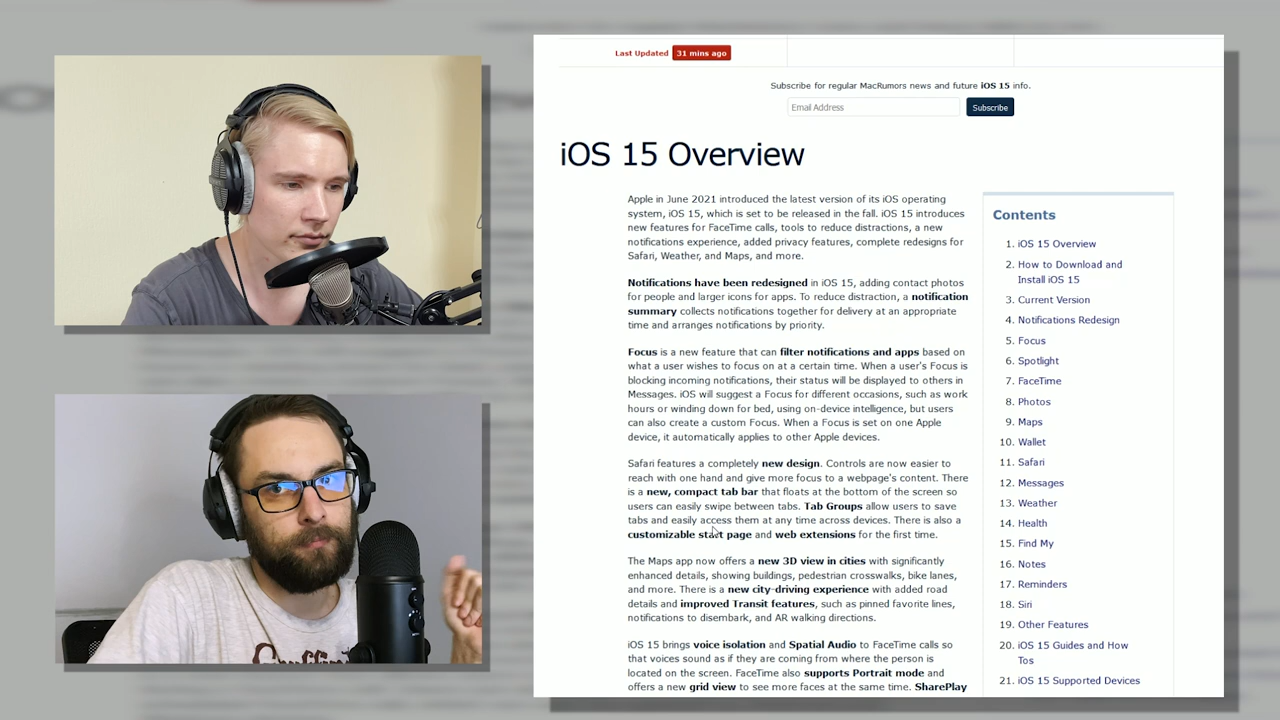 Last Updated 31 mins ago
Subscribe for regular MacRumors news and future iOS 15 info.
Email Address
Subscribe
iOS 15 Overview
Apple in June 2021 introduced the latest version of its iOS operating
system, iOS 15, which is set to be released in the fall. iOS 15 introduces
new features for FaceTime calls, tools to reduce distractions, a new
notifications experience, added privacy features, complete redesigns for
Safari, Weather, and Maps, and more.
Notifications have been redesigned in iOS 15, adding contact photos
for people and larger icons for apps. To reduce distraction, a notification
summary collects notifications together for delivery at an appropriate
time and arranges notifications by priority.
Focus is a new feature that can filter notifications and apps based on
what a user wishes to focus on at a certain time. When a user's Focus is
blocking incoming notifications, their status will be displayed to others in
Messages. iOS will suggest a Focus for different occasions, such as work
hours or winding down for bed, using on-device intelligence, but users
can also create a custom Focus. When a Focus is set on one Apple
device, it automatically applies to other Apple devices.
Safari features a completely new design. Controls are now easier to
reach with one hand and give more focus to a webpage's content. There
is a new, compact tab bar that floats at the bottom of the screen so
users can easily swipe between tabs. Tab Groups allow users to save
tabs and easily access them at any time across devices. There is also a
customizable start page and web extensions for the first time.
The Maps app now offers a new 3D view in cities with significantly
enhanced details, showing buildings, pedestrian crosswalks, bike lanes,
and more. There is a new city-driving experience with added road
details and improved Transit features, such as pinned favorite lines,
notifications to disembark, and AR walking directions.
iOS 15 brings voice isolation and Spatial Audio to FaceTime calls so
that voices sound as if they are coming from where the person is
located on the screen. FaceTime also supports Portrait mode and
offers a new grid view to see more faces at the same time. SharePlay
Contents
1. iOS 15 Overview
2. How to Download and
Install iOS 15
3. Current Version
4. Notifications Redesign
5. Focus
6. Spotlight
7. FaceTime
8. Photos
9. Maps
10. Wallet
11. Safari
12. Messages
13. Weather
14. Health
15. Find My
16. Notes
17. Reminders
18. Siri
19. Other Features
20. iOS 15 Guides and How
Tos
21. iOS 15 Supported Devices